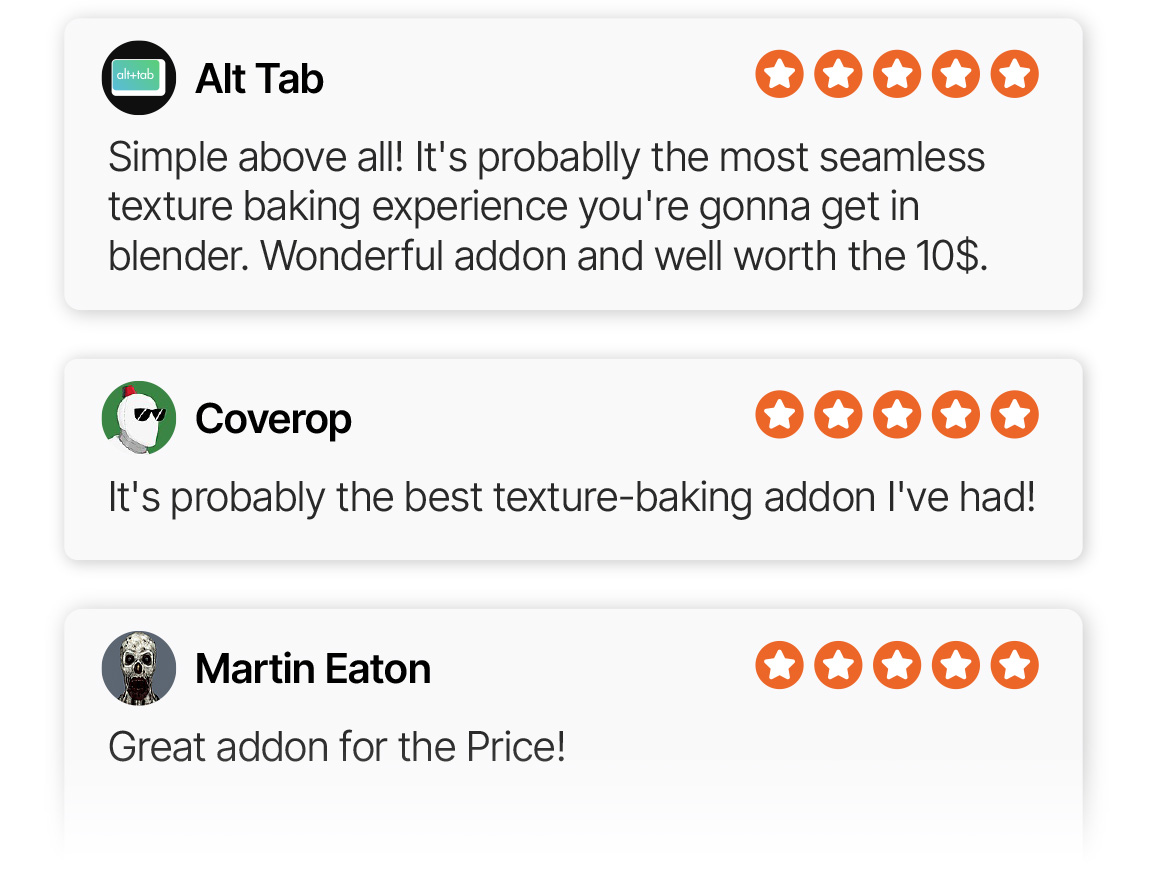 alt+tab
Alt Tab
Simple above all! It's probablly the most seamless
texture baking experience you're gonna get in
blender. Wonderful addon and well worth the 10$.
Coverop
It's probably the best texture-baking addon I've had!
Martin Eaton
Great addon for the Price!